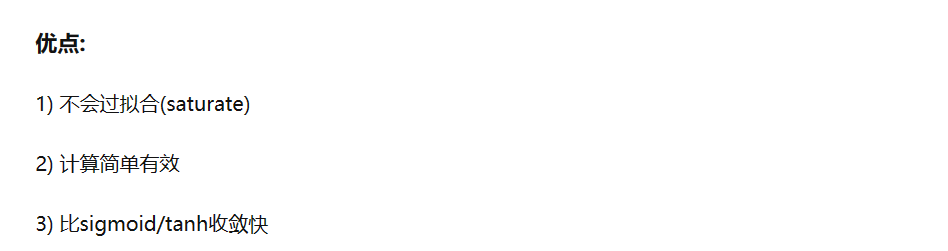 优点:
1) 不会过拟合(saturate)
2) 计算简单有效
3) 比sigmoid/tanh收敛快